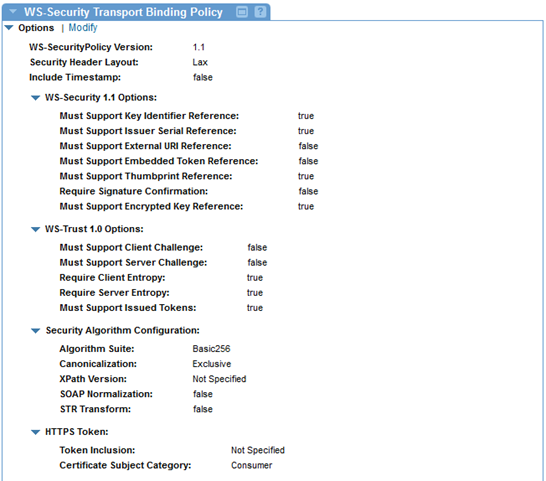 WS-Security Transport Binding Policy ?
Options | Modify
WS-SecurityPolicy Version: 1.1
Security Header Layout: Lax
Include Timestamp: false
WS-Security 1.1 Options:
Must Support Key Identifier Reference: true
Must Support Issuer Serial Reference: true
Must Support External URI Reference: false
Must Support Embedded Token Reference: false
Must Support Thumbprint Reference: true
Require Signature Confirmation: false
Must Support Encrypted Key Reference: true
WS-Trust 1.0 Options:
Must Support Client Challenge: false
Must Support Server Challenge: false
Require Client Entropy: true
Require Server Entropy: true
Must Support Issued Tokens: true
Security Algorithm Configuration:
Algorithm Suite: Basic256
Canonicalization: Exclusive
XPath Version: Not Specified
SOAP Normalization: false
STR Transform: false
HTTPS Token:
Token Inclusion: Not Specified
Certificate Subject Category: Consumer